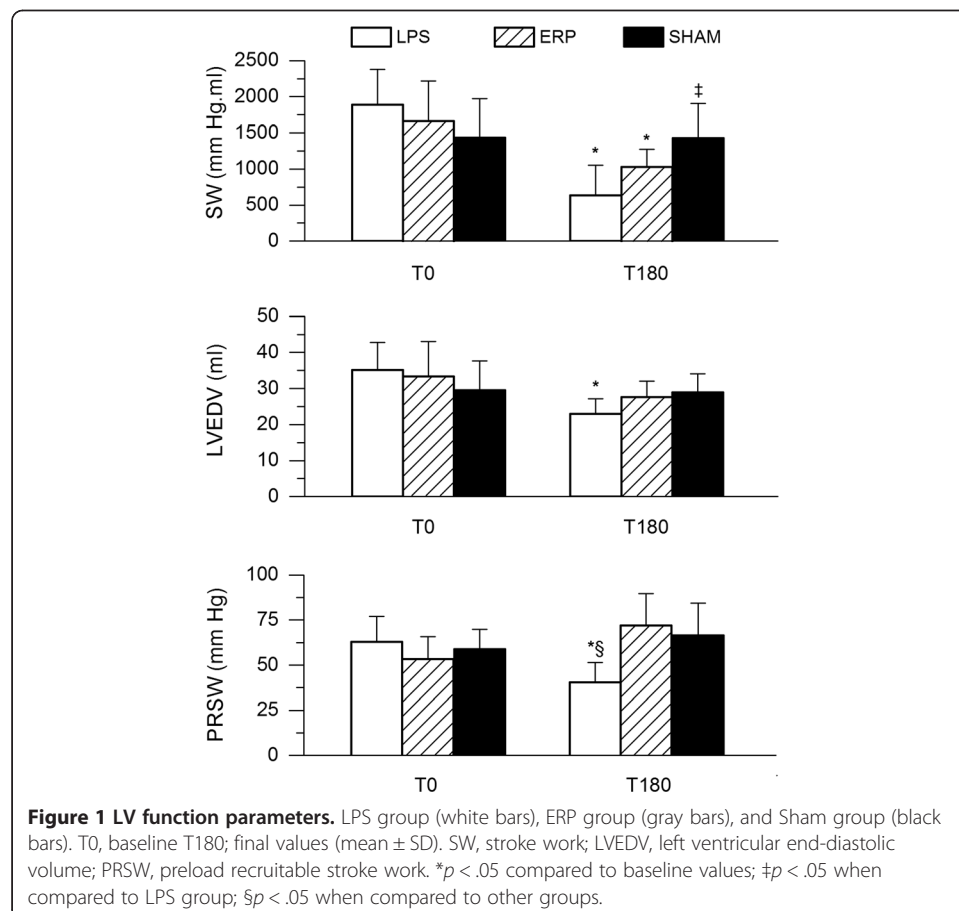 LPS ERP SHAM
SW (mm Hg.ml)
2500
2000
1500
1000
500
0
* * ‡
T0 T180
LVEDV (ml)
50
40
30
20
10
0
*
T0 T180
PRSW (mm Hg)
100
75
50
25
0
*§
T0 T180
Figure 1 LV function parameters. LPS group (white bars), ERP group (gray bars), and Sham group (black
bars). T0, baseline T180; final values (mean ± SD). SW, stroke work; LVEDV, left ventricular end-diastolic
volume; PRSW, preload recruitable stroke work. *p < .05 compared to baseline values; ‡p < .05 when
compared to LPS group; §p < .05 when compared to other groups.